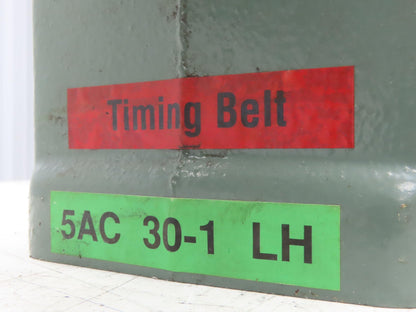 Timing Belt
5AC 30-1 LH